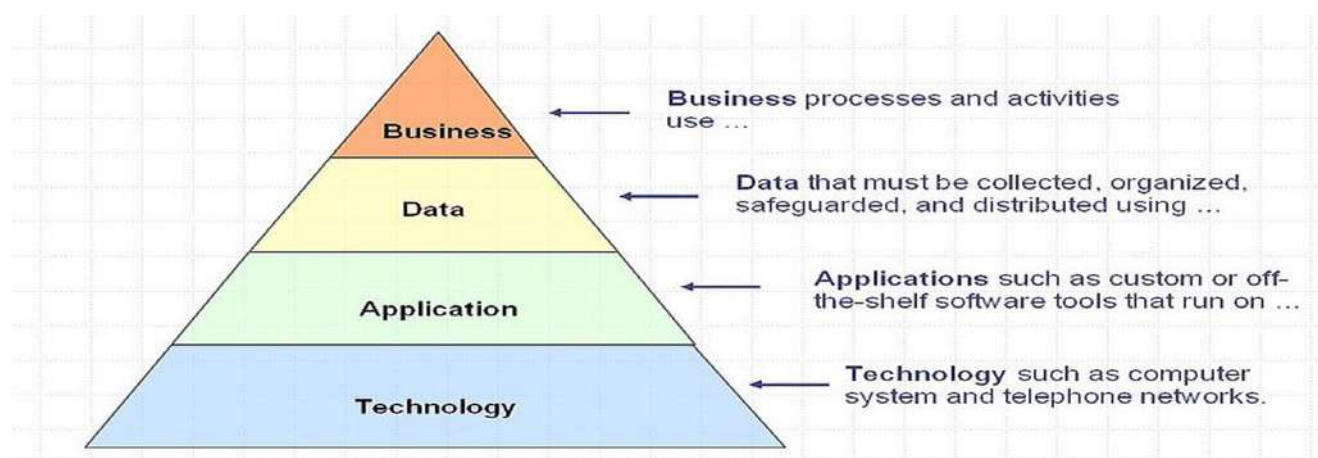 Business
Business processes and activities
use ...
Data
Data that must be collected, organized,
safeguarded, and distributed using ...
Application
Applications such as custom or off-
the-shelf software tools that run on ...
Technology
Technology such as computer
system and telephone networks.